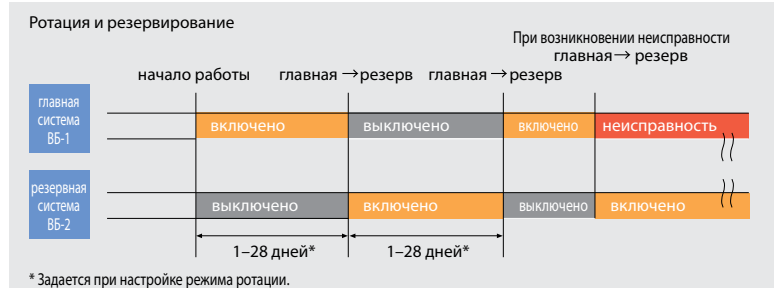 Ротация и резервирование
При возникновении неисправности
главная → резерв
начало работы главная → резерв главная → резерв
главная
система
ВБ-1
включено выключено включено неисправность
резервная
система
ВБ-2
выключено включено выключено включено
1–28 дней* 1–28 дней*
* Задается при настройке режима ротации.